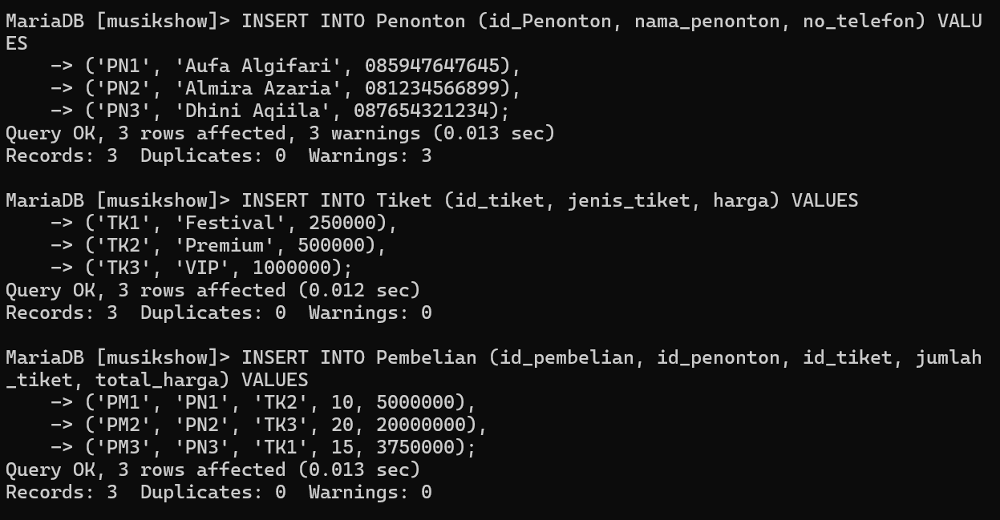 MariaDB [musikshow]> INSERT INTO Penonton (id_Penonton, nama_penonton, no_telefon) VALU
ES
    -> ('PN1', 'Aufa Algifari', 085947647645),
    -> ('PN2', 'Almira Azaria', 081234566899),
    -> ('PN3', 'Dhini Aqiila', 087654321234);
Query OK, 3 rows affected, 3 warnings (0.013 sec)
Records: 3  Duplicates: 0  Warnings: 3

MariaDB [musikshow]> INSERT INTO Tiket (id_tiket, jenis_tiket, harga) VALUES
    -> ('TK1', 'Festival', 250000),
    -> ('TK2', 'Premium', 500000),
    -> ('TK3', 'VIP', 1000000);
Query OK, 3 rows affected (0.012 sec)
Records: 3  Duplicates: 0  Warnings: 0

MariaDB [musikshow]> INSERT INTO Pembelian (id_pembelian, id_penonton, id_tiket, jumlah
_tiket, total_harga) VALUES
    -> ('PM1', 'PN1', 'TK2', 10, 5000000),
    -> ('PM2', 'PN2', 'TK3', 20, 20000000),
    -> ('PM3', 'PN3', 'TK1', 15, 3750000);
Query OK, 3 rows affected (0.013 sec)
Records: 3  Duplicates: 0  Warnings: 0